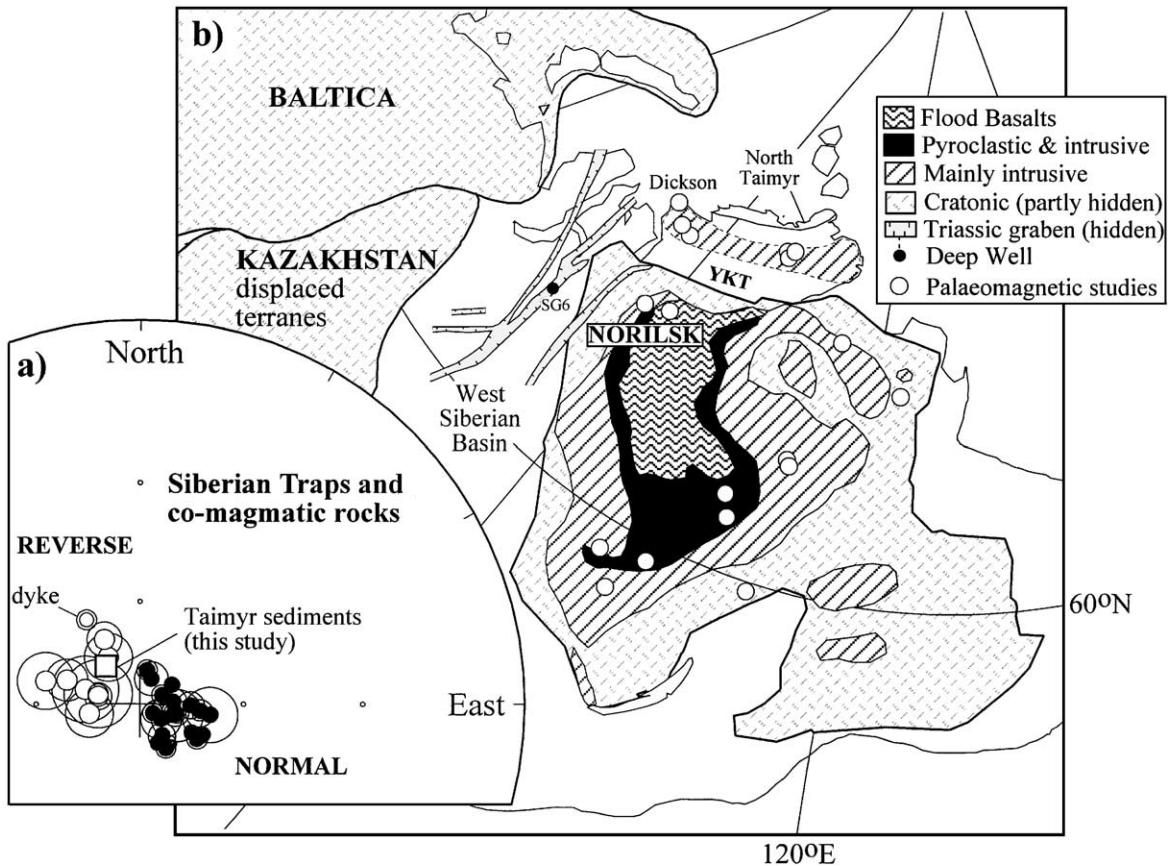 b)
BALTICA
KAZAKHSTAN
displaced
terranes
Dickson
North
Taimyr
YKT
SG6
NORILSK
West
Siberian
Basin
Flood Basalts
Pyroclastic & intrusive
Mainly intrusive
Cratonic (partly hidden)
Triassic graben (hidden)
Deep Well
Palaeomagnetic studies
60oN
120oE
a)
North
Siberian Traps and
co-magmatic rocks
REVERSE
dyke
Taimyr sediments
(this study)
East
NORMAL